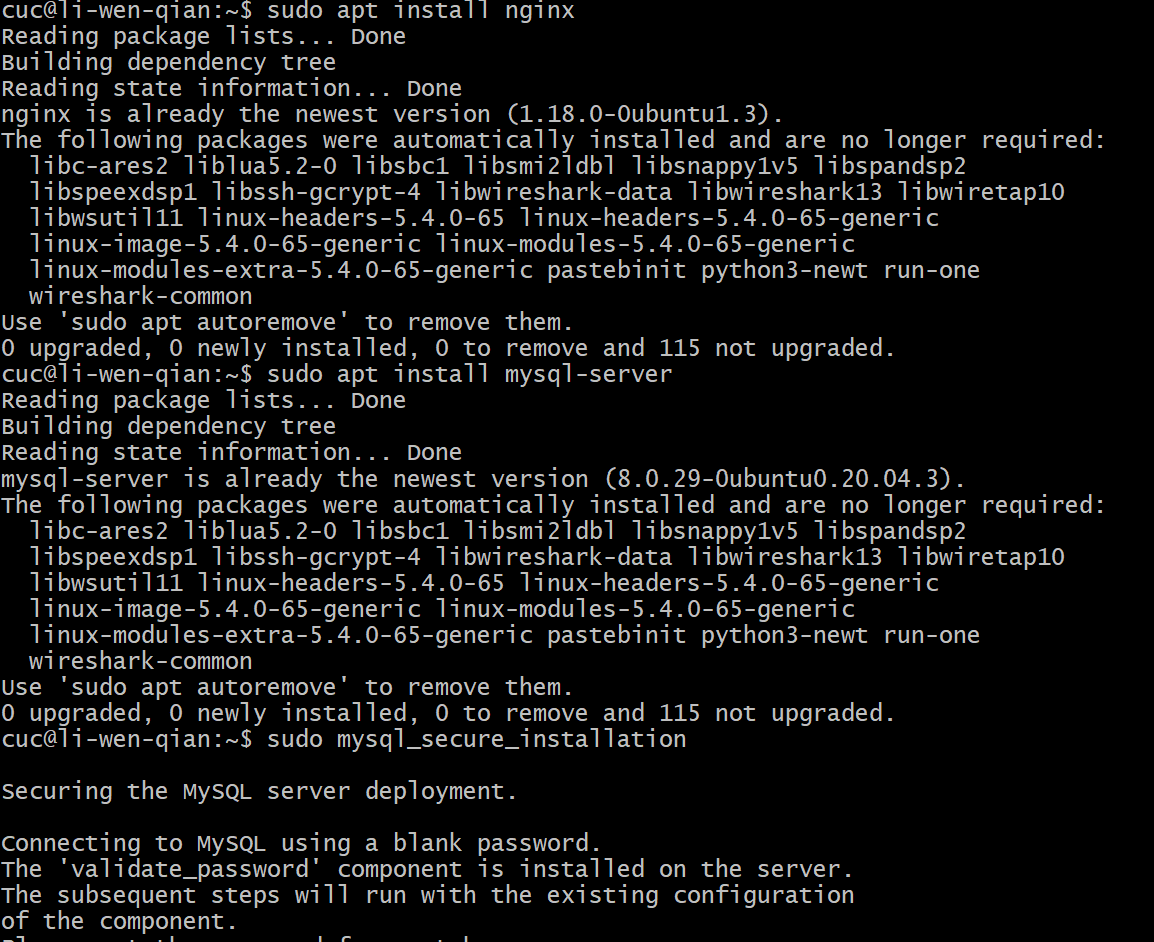 cuc@li-wen-qian:~$ sudo apt install nginx
Reading package lists... Done
Building dependency tree
Reading state information... Done
nginx is already the newest version (1.18.0-0ubuntu1.3).
The following packages were automatically installed and are no longer required:
  libc-ares2 liblua5.2-0 libsbc1 libsmi2ldbl libsnappy1v5 libspandsp2
  libspeexdsp1 libssh-gcrypt-4 libwireshark-data libwireshark13 libwiretap10
  libwsutil11 linux-headers-5.4.0-65 linux-headers-5.4.0-65-generic
  linux-image-5.4.0-65-generic linux-modules-5.4.0-65-generic
  linux-modules-extra-5.4.0-65-generic pastebinit python3-newt run-one
  wireshark-common
Use 'sudo apt autoremove' to remove them.
0 upgraded, 0 newly installed, 0 to remove and 115 not upgraded.
cuc@li-wen-qian:~$ sudo apt install mysql-server
Reading package lists... Done
Building dependency tree
Reading state information... Done
mysql-server is already the newest version (8.0.29-0ubuntu0.20.04.3).
The following packages were automatically installed and are no longer required:
  libc-ares2 liblua5.2-0 libsbc1 libsmi2ldbl libsnappy1v5 libspandsp2
  libspeexdsp1 libssh-gcrypt-4 libwireshark-data libwireshark13 libwiretap10
  libwsutil11 linux-headers-5.4.0-65 linux-headers-5.4.0-65-generic
  linux-image-5.4.0-65-generic linux-modules-5.4.0-65-generic
  linux-modules-extra-5.4.0-65-generic pastebinit python3-newt run-one
  wireshark-common
Use 'sudo apt autoremove' to remove them.
0 upgraded, 0 newly installed, 0 to remove and 115 not upgraded.
cuc@li-wen-qian:~$ sudo mysql_secure_installation
Securing the MySQL server deployment.
Connecting to MySQL using a blank password.
The 'validate_password' component is installed on the server.
The subsequent steps will run with the existing configuration
of the component.